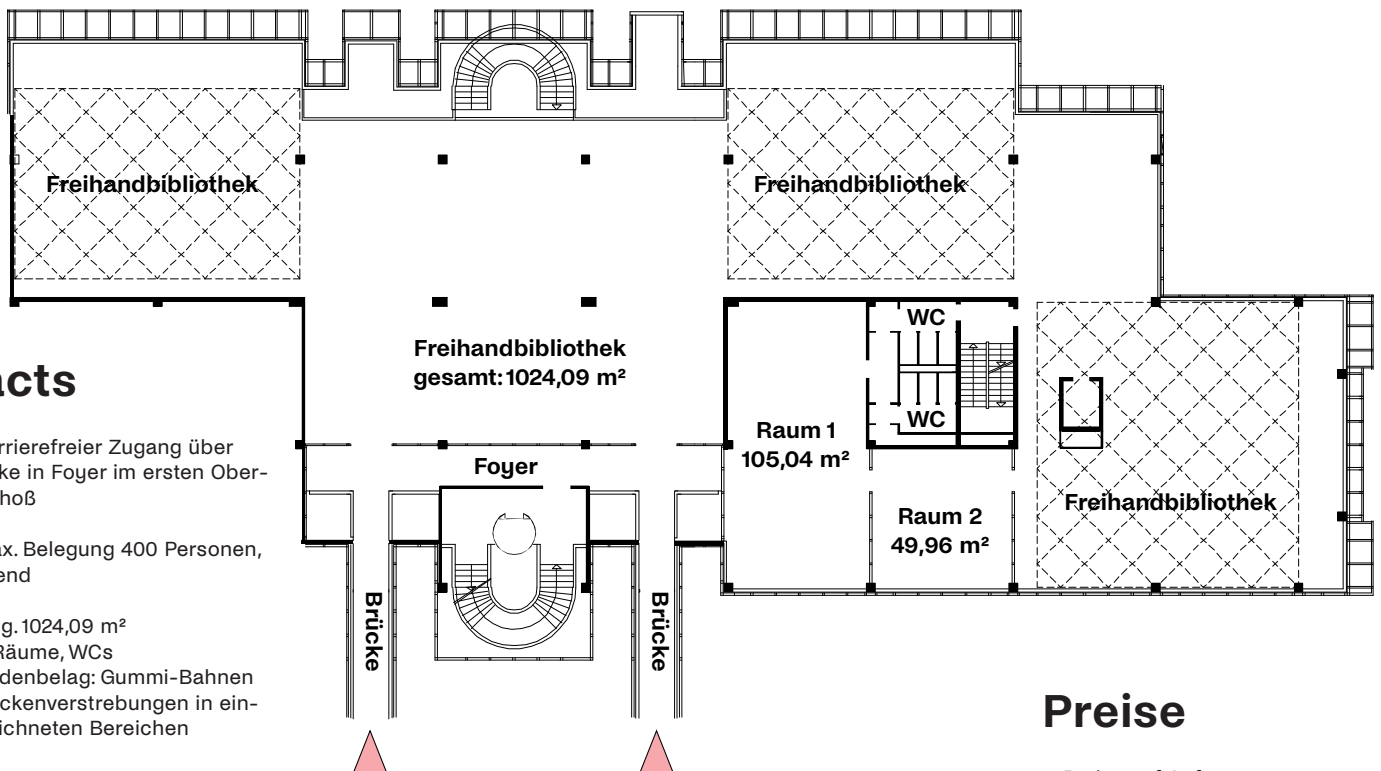 Freihandbibliothek
Freihandbibliothek
Freihandbibliothek
gesamt: 1024,09 m²
WC
WC
Raum 1
105,04 m²
Foyer
Raum 2
49,96 m²
Freihandbibliothek
Brücke
Brücke
acts
rrierefreier Zugang über
ke in Foyer im ersten Ober-
hoß
ax. Belegung 400 Personen,
end
g. 1024,09 m²
Räume, WCs
denbelag: Gummi-Bahnen
ckenverstrebungen in ein-
ichneten Bereichen
Preise